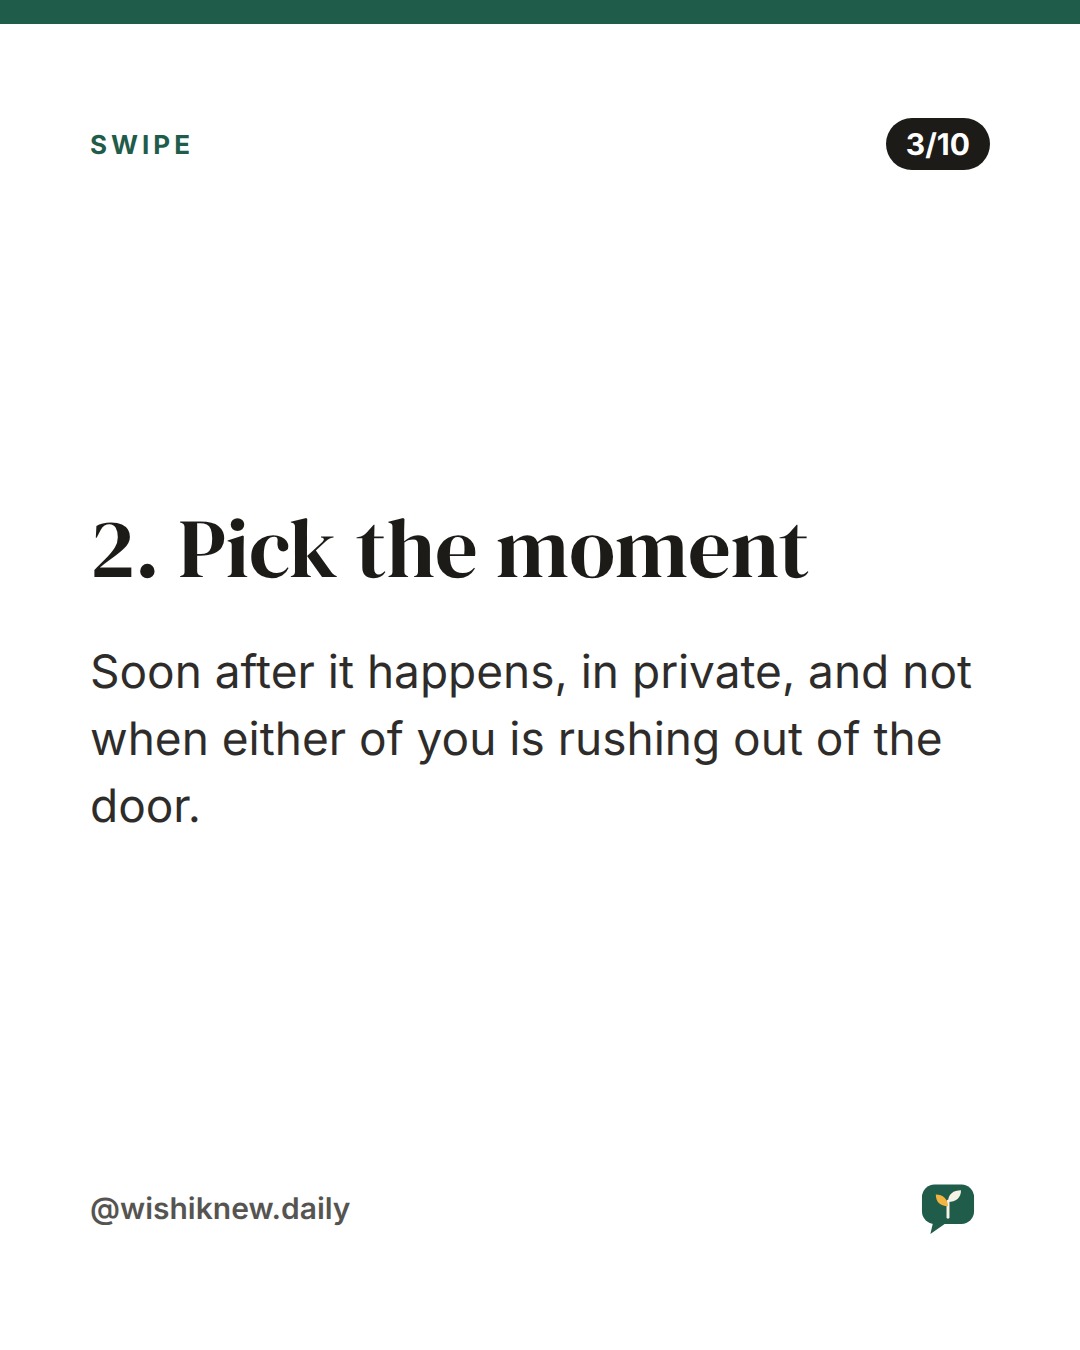 SWIPE
3/10
2. Pick the moment
Soon after it happens, in private, and not
when either of you is rushing out of the
door.
@wishiknew.daily